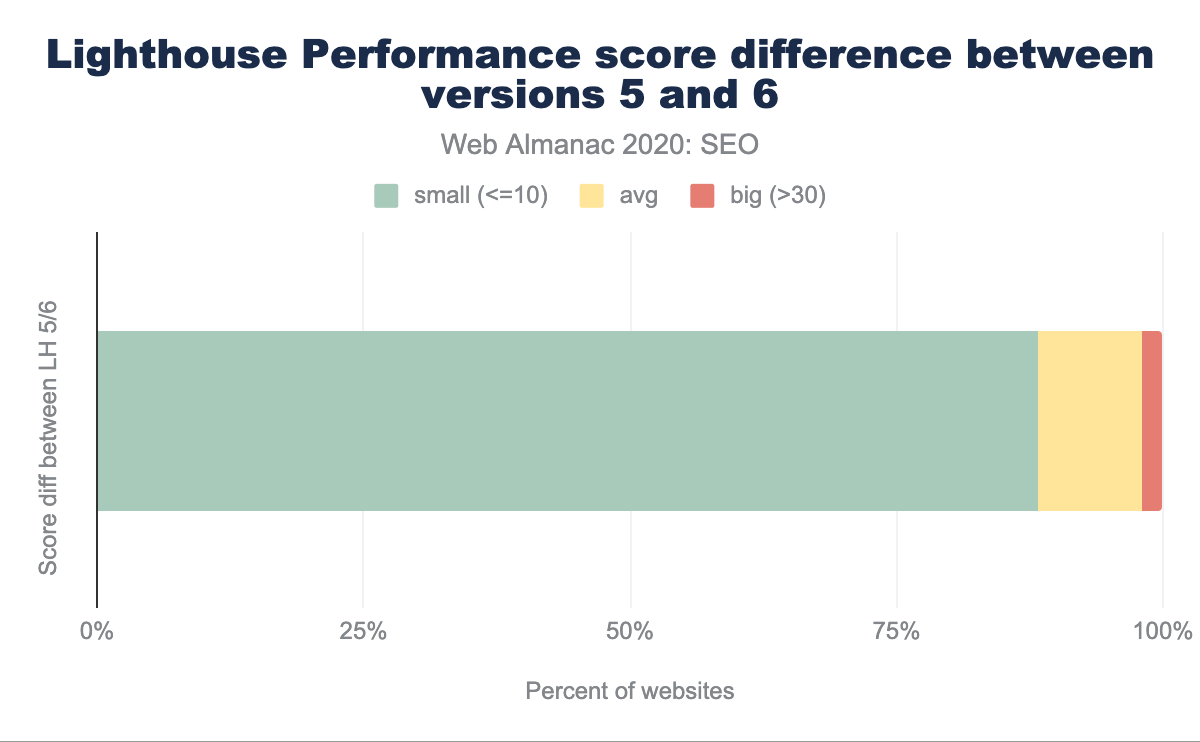 Lighthouse Performance score difference between
versions 5 and 6
Web Almanac 2020: SEO
small (<=10) avg big (>30)
Score diff between LH 5/6
0% 25% 50% 75% 100%
Percent of websites